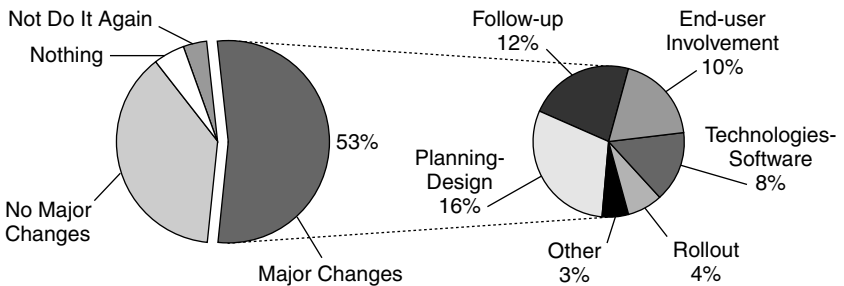 Not Do It Again
Nothing
No Major
Changes
53%
Major Changes
Follow-up
12%
End-user
Involvement
10%
Technologies-
Software
8%
Planning-
Design
16%
Other
3%
Rollout
4%